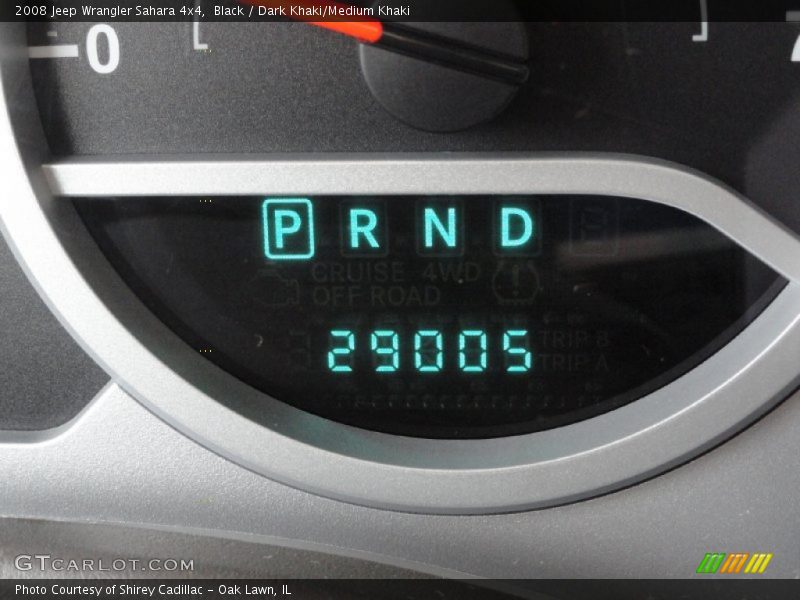 2008 Jeep Wrangler Sahara 4x4,  Black / Dark Khaki/Medium Khaki
0
P R N D
CRUISE 4WD
OFF ROAD
29005
TRIP B
TRIP A
GTCARLOT.COM
Photo Courtesy of Shirey Cadillac - Oak Lawn, IL